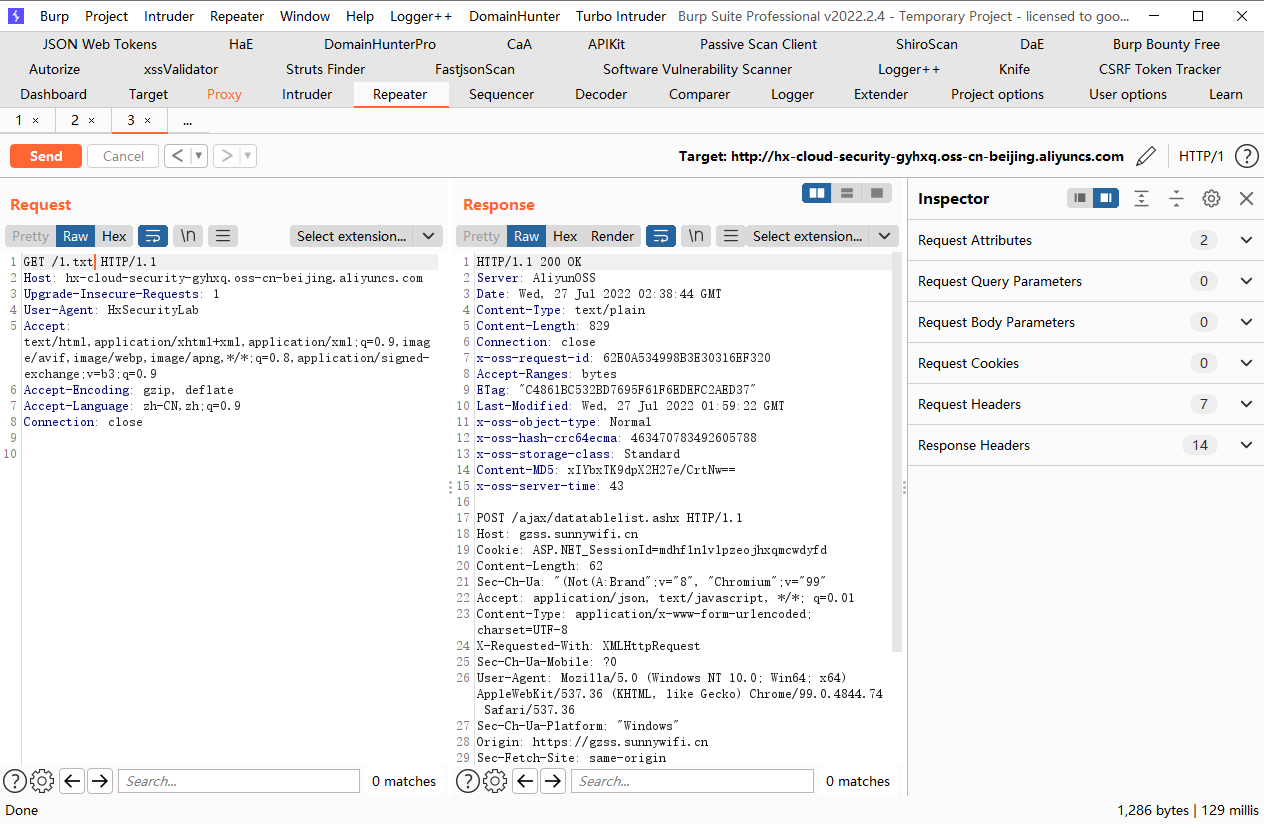 Burp Project Intruder Repeater Window Help Logger++ DomainHunter Turbo Intruder Burp Suite Professional v2022.2.4 - Temporary Project - licensed to goo...
JSON Web Tokens HaE DomainHunterPro CaA APIKit Passive Scan Client ShiroScan DaE Burp Bounty Free
Autorize xssValidator Struts Finder FastjsonScan Software Vulnerability Scanner Logger++ Knife CSRF Token Tracker
Dashboard Target Proxy Intruder Repeater Sequencer Decoder Comparer Logger Extender Project options User options Learn
1 × 2 × 3 × ...
Send Cancel < > Target: http://hx-cloud-security-gyhxq.oss-cn-beijing.aliyuncs.com HTTP/1 ?
Request
Pretty Raw Hex \n Select extension...
1 GET /1.txt HTTP/1.1
2 Host: hx-cloud-security-gyhxq.oss-cn-beijing.aliyuncs.com
3 Upgrade-Insecure-Requests: 1
4 User-Agent: HxSecurityLab
5 Accept:
text/html,application/xhtml+xml,application/xml;q=0.9,imag
e/avif,image/webp,image/apng,*/*;q=0.8,application/signed-
exchange;v=b3;q=0.9
6 Accept-Encoding: gzip, deflate
7 Accept-Language: zh-CN,zh;q=0.9
8 Connection: close
9
10
? Search... 0 matches
Response
Pretty Raw Hex Render \n Select extension...
1 HTTP/1.1 200 OK
2 Server: AliyunOSS
3 Date: Wed, 27 Jul 2022 02:38:44 GMT
4 Content-Type: text/plain
5 Content-Length: 829
6 Connection: close
7 x-oss-request-id: 62E0A534998B3E30316EF320
8 Accept-Ranges: bytes
9 ETag: "C4861BC532BD7695F61F6EDEFC2AED37"
10 Last-Modified: Wed, 27 Jul 2022 01:59:22 GMT
11 x-oss-object-type: Normal
12 x-oss-hash-crc64ecma: 463470783492605788
13 x-oss-storage-class: Standard
14 Content-MD5: xIYbxTK9dpX2H27e/CrtNw==
15 x-oss-server-time: 43
16
17 POST /ajax/datatablelist.ashx HTTP/1.1
18 Host: gzss.sunnywifi.cn
19 Cookie: ASP.NET_SessionId=mdhflnlvlpzeojhxqmcwdyfd
20 Content-Length: 62
21 Sec-Ch-Ua: "(Not(A:Brand";v="8", "Chromium";v="99"
22 Accept: application/json, text/javascript, */*; q=0.01
23 Content-Type: application/x-www-form-urlencoded;
charset=UTF-8
24 X-Requested-With: XMLHttpRequest
25 Sec-Ch-Ua-Mobile: ?0
26 User-Agent: Mozilla/5.0 (Windows NT 10.0; Win64; x64)
AppleWebKit/537.36 (KHTML, like Gecko) Chrome/99.0.4844.74
Safari/537.36
27 Sec-Ch-Ua-Platform: "Windows"
28 Origin: https://gzss.sunnywifi.cn
29 Sec-Fetch-Site: same-origin
? Search... 0 matches
Inspector
Request Attributes 2
Request Query Parameters 0
Request Body Parameters 0
Request Cookies 0
Request Headers 7
Response Headers 14
Done 1,286 bytes | 129 millis